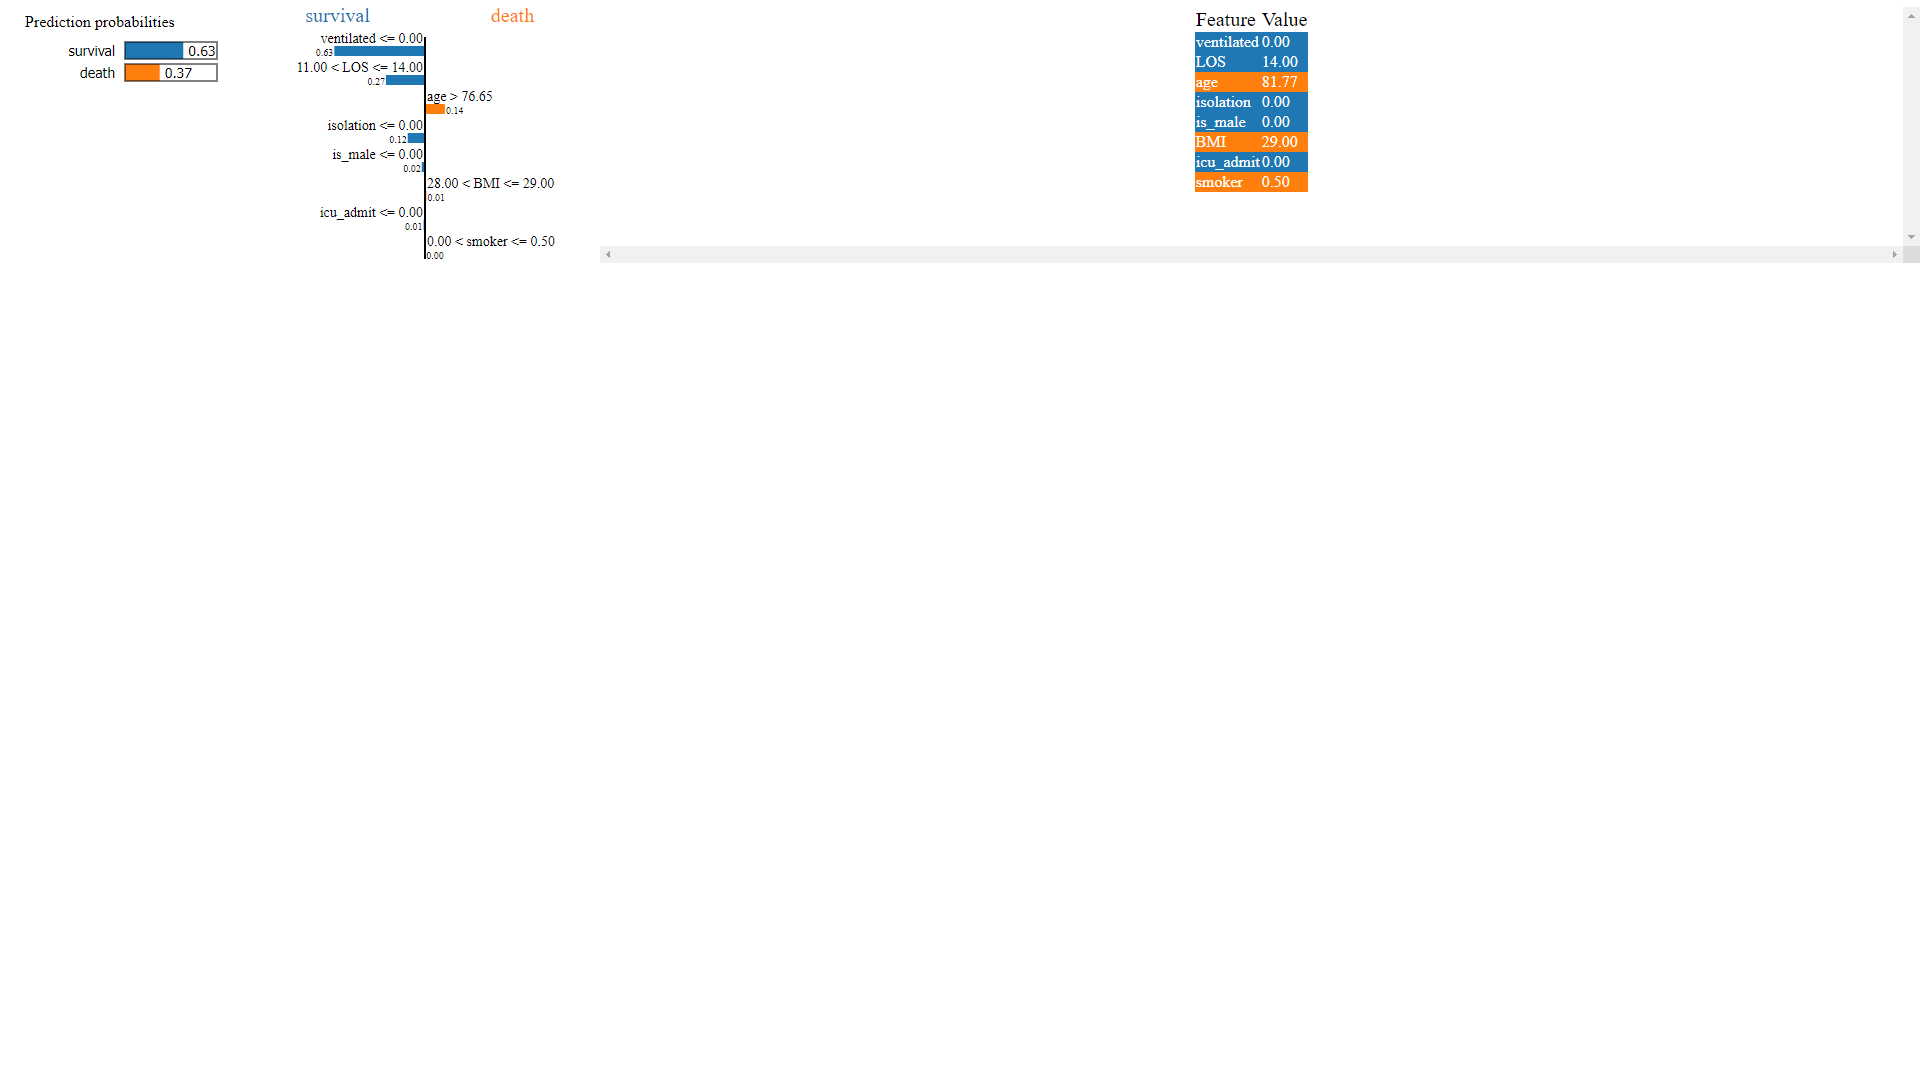 Prediction probabilities
survival 0.63
death 0.37
survival death
ventilated <= 0.00
0.63
11.00 < LOS <= 14.00
0.27
age > 76.65
0.14
isolation <= 0.00
0.12
is_male <= 0.00
0.02
28.00 < BMI <= 29.00
0.01
icu_admit <= 0.00
0.01
0.00 < smoker <= 0.50
0.00
Feature Value
ventilated 0.00
LOS 14.00
age 81.77
isolation 0.00
is_male 0.00
BMI 29.00
icu_admit 0.00
smoker 0.50